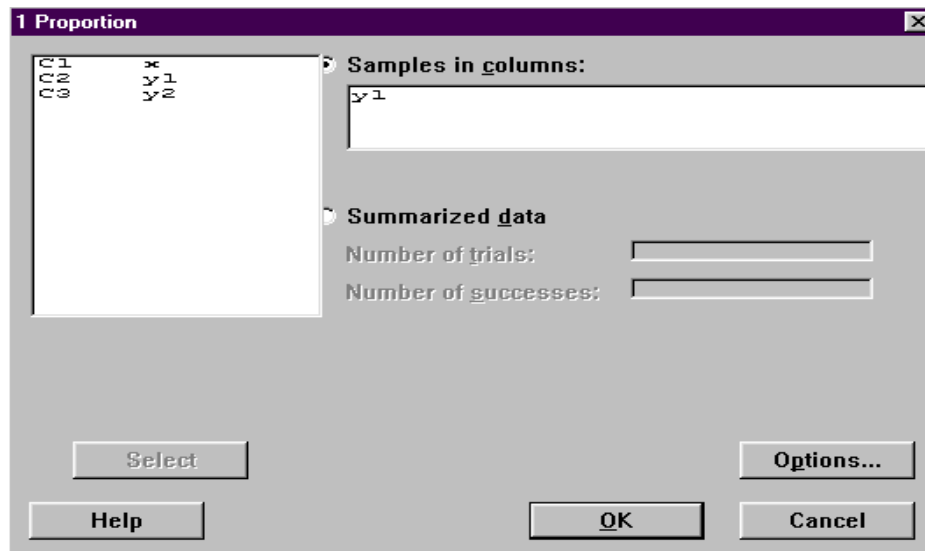 1 Proportion
C1 x
C2 y1
C3 y2
Samples in columns:
y1
Summarized data
Number of trials:
Number of successes:
Select
Options...
Help
OK
Cancel